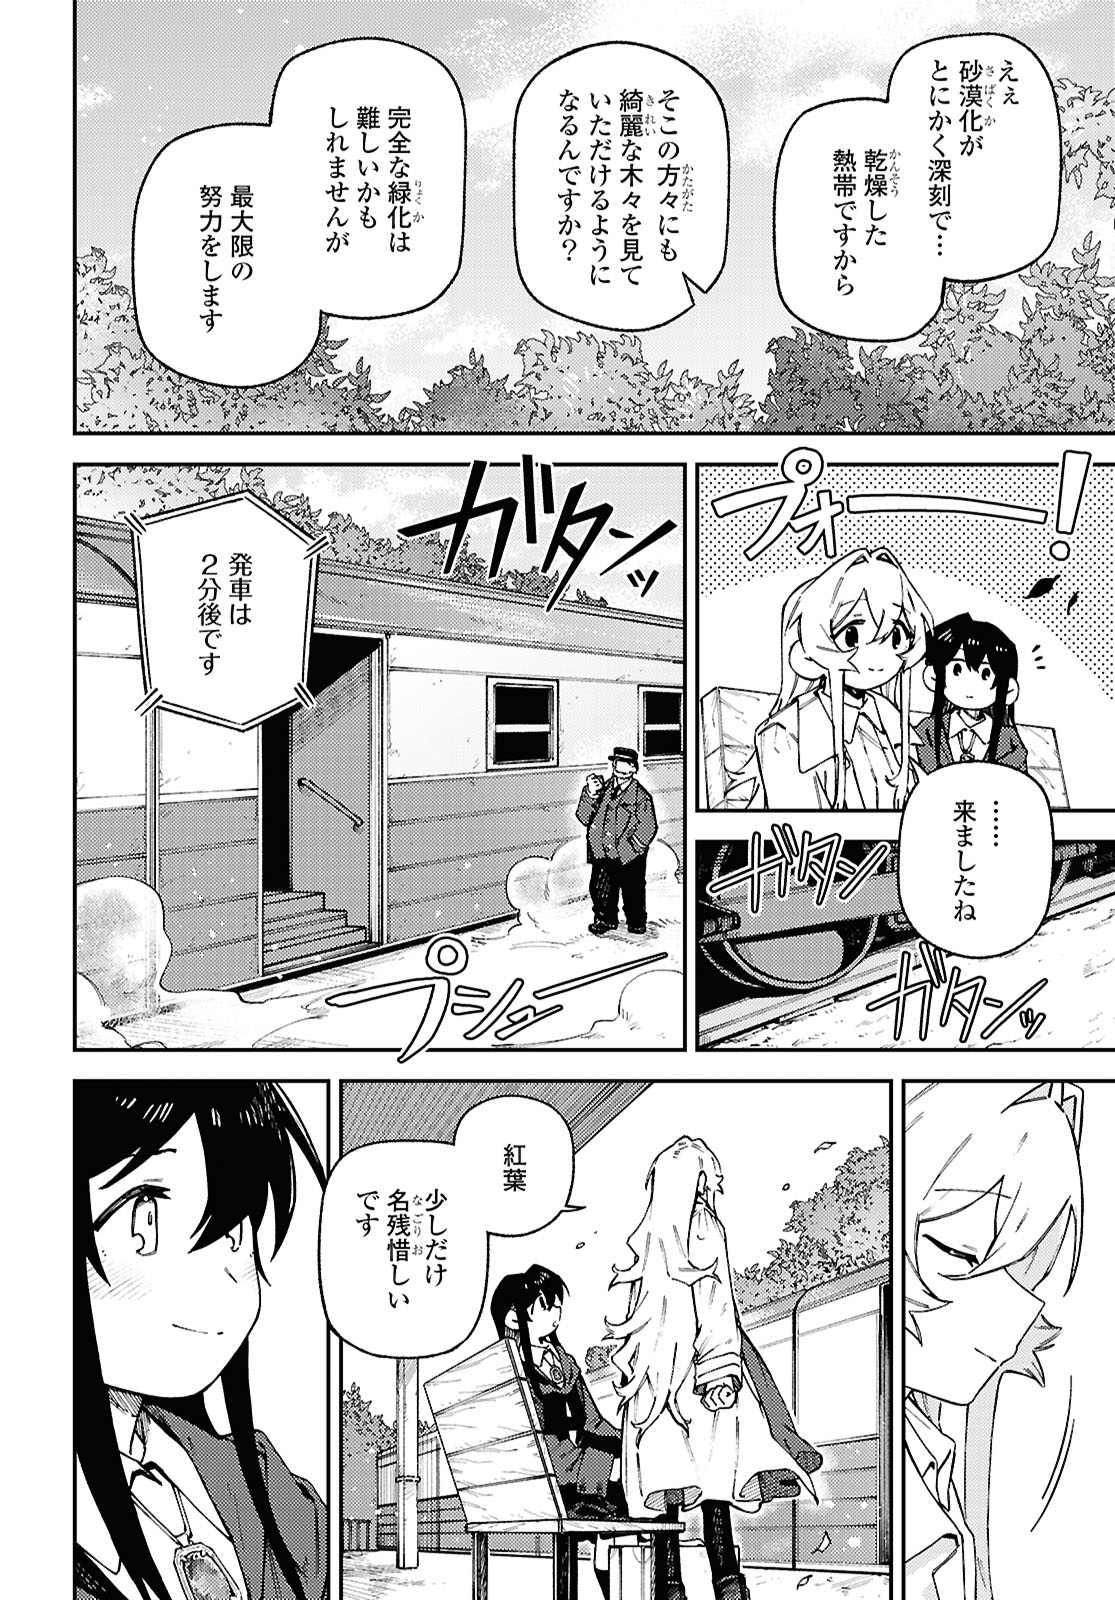 ええ
砂漠化が
とにかく深刻で…
乾燥した
熱帯ですから
そこの方々にも
綺麗な木々を見て
いただけるように
なるんですか？
完全な緑化は
難しいかも
しれませんが
最大限の
努力をします
プォーー！
……
来ましたね
ガタン
ガタン
ガタンッ
プシュー
発車は
２分後です
紅葉
少しだけ
名残惜しい
です